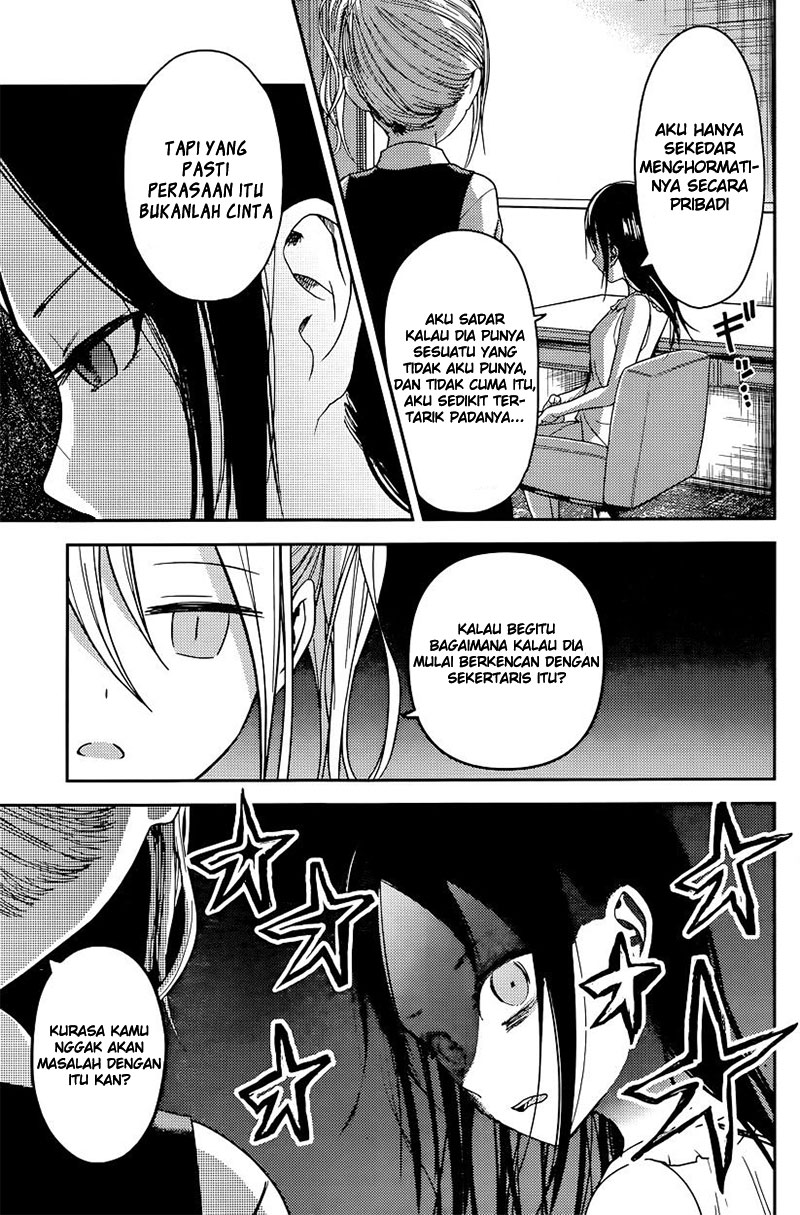 AKU HANYA
SEKEDAR
MENGHORMATI-
NYA SECARA
PRIBADI
AKU SADAR
KALAU DIA PUNYA
SESUATU YANG
TIDAK AKU PUNYA,
DAN TIDAK CUMA ITU,
AKU SEDIKIT TER-
TARIK PADANYA...
ギシッ
TAPI YANG
PASTI
PERASAAN ITU
BUKANLAH CINTA
KALAU BEGITU
BAGAIMANA KALAU DIA
MULAI BERKENCAN DENGAN
SEKERTARIS ITU?
KURASA KAMU
NGGAK AKAN
MASALAH DENGAN
ITU KAN?